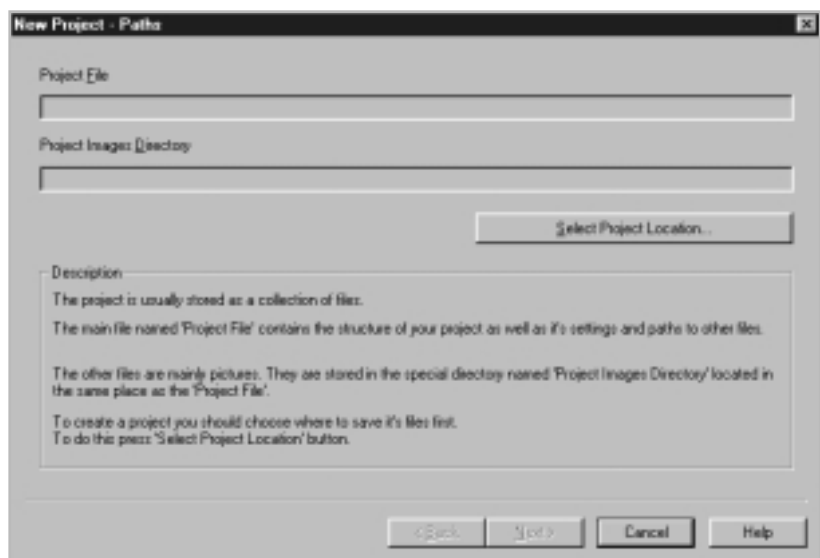 New Project - Paths
Project File
Project Images Directory
Select Project Location...
Description
The project is usually stored as a collection of files.
The main file named 'Project File' contains the structure of your project as well as it's settings and paths to other files.
The other files are mainly pictures. They are stored in the special directory named 'Project Images Directory' located in
the same place as the 'Project File'.
To create a project you should choose where to save it's files first.
To do this press 'Select Project Location' button.
< Back
Next >
Cancel
Help